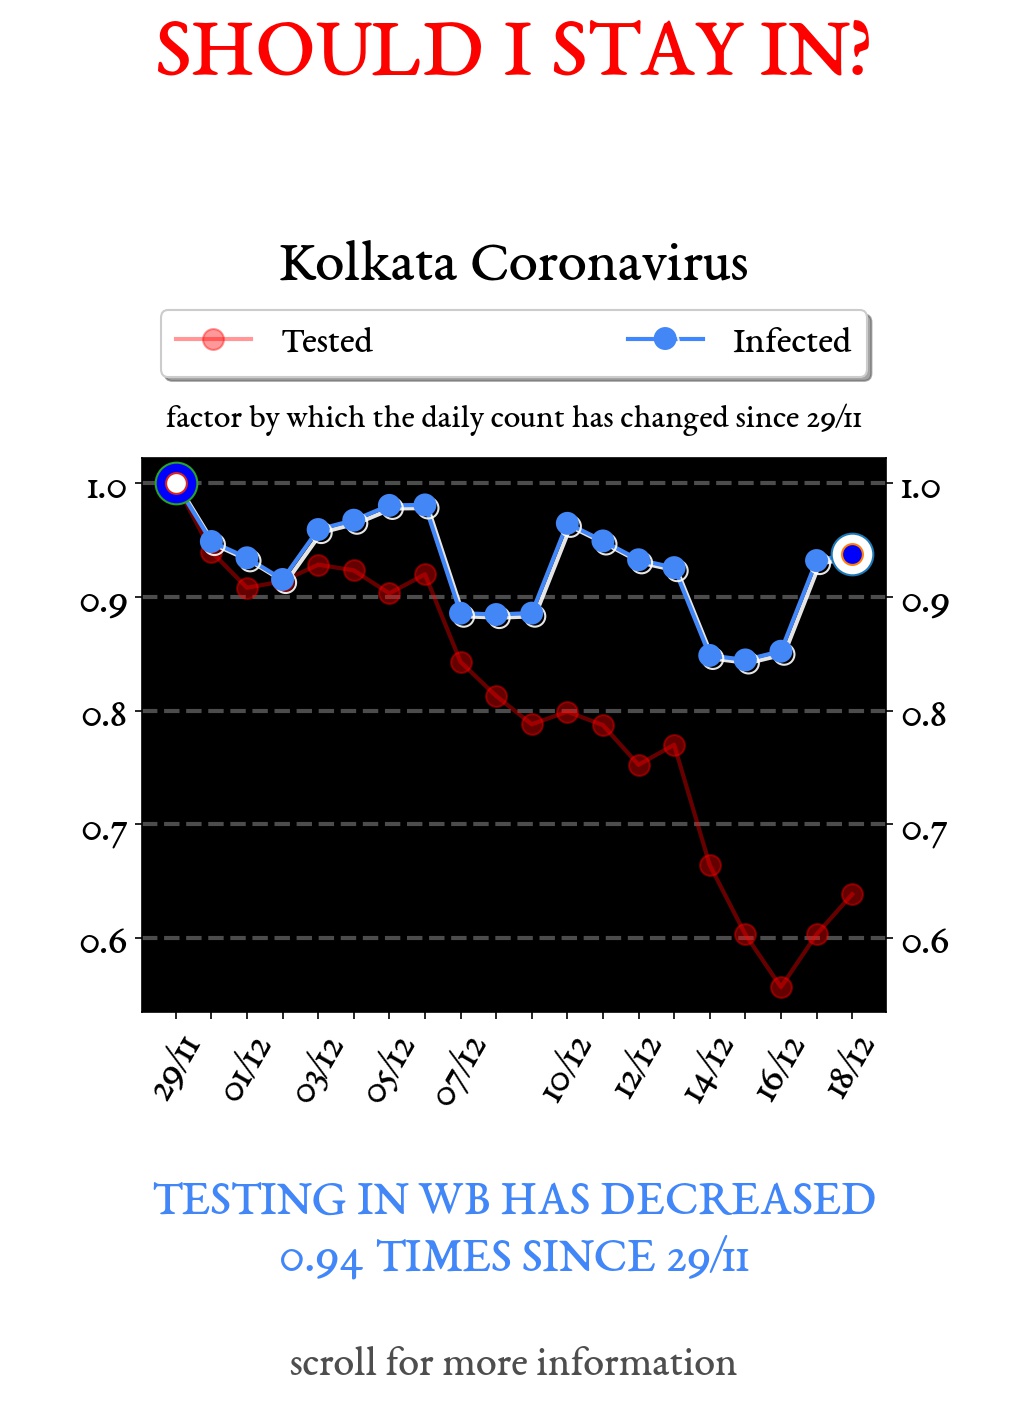 SHOULD I STAY IN?
Kolkata Coronavirus
Tested Infected
factor by which the daily count has changed since 29/11
1.0 1.0
0.9 0.9
0.8 0.8
0.7 0.7
0.6 0.6
29/11 01/12 03/12 05/12 07/12 10/12 12/12 14/12 16/12 18/12
TESTING IN WB HAS DECREASED
0.94 TIMES SINCE 29/11
scroll for more information